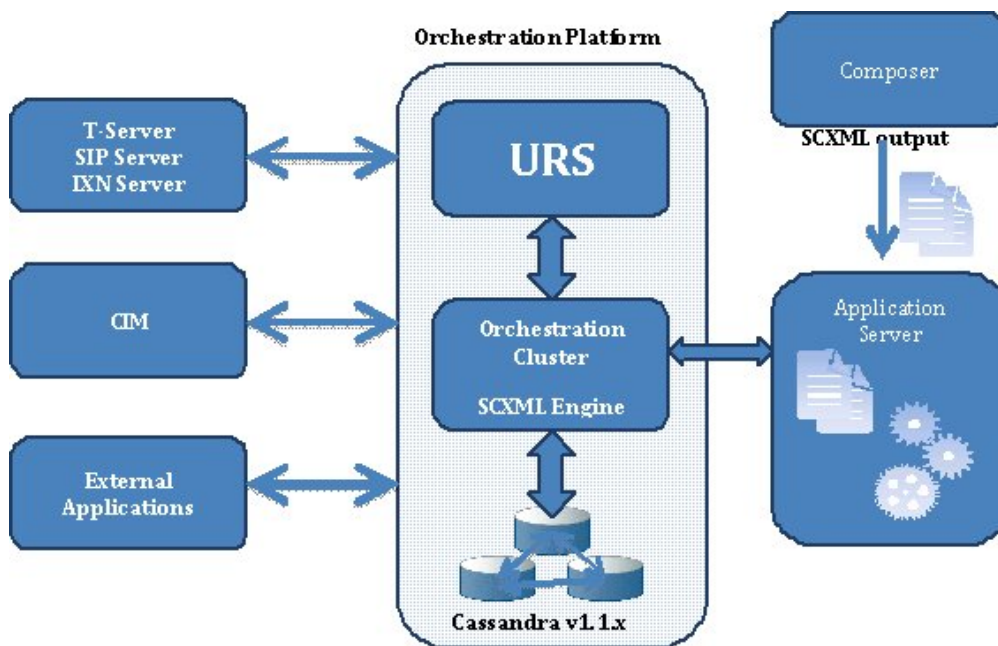 Orchestration Platform
T-Server
SIP Server
IXN Server
CIM
External
Applications
URS
Orchestration
Cluster
SCXML Engine
Cassandra v1.1.x
Composer
SCXML output
Application
Server